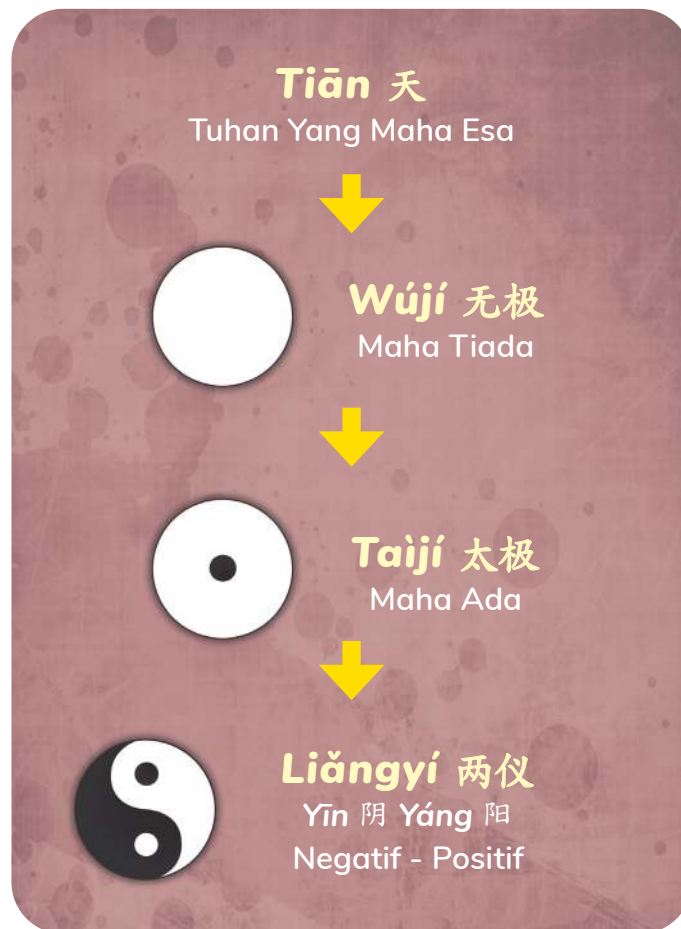 Tiān 天
Tuhan Yang Maha Esa
Wújí 无极
Maha Tiada
Taìjí 太极
Maha Ada
Liǎngyí 两仪
Yīn 阴 Yáng 阳
Negatif - Positif